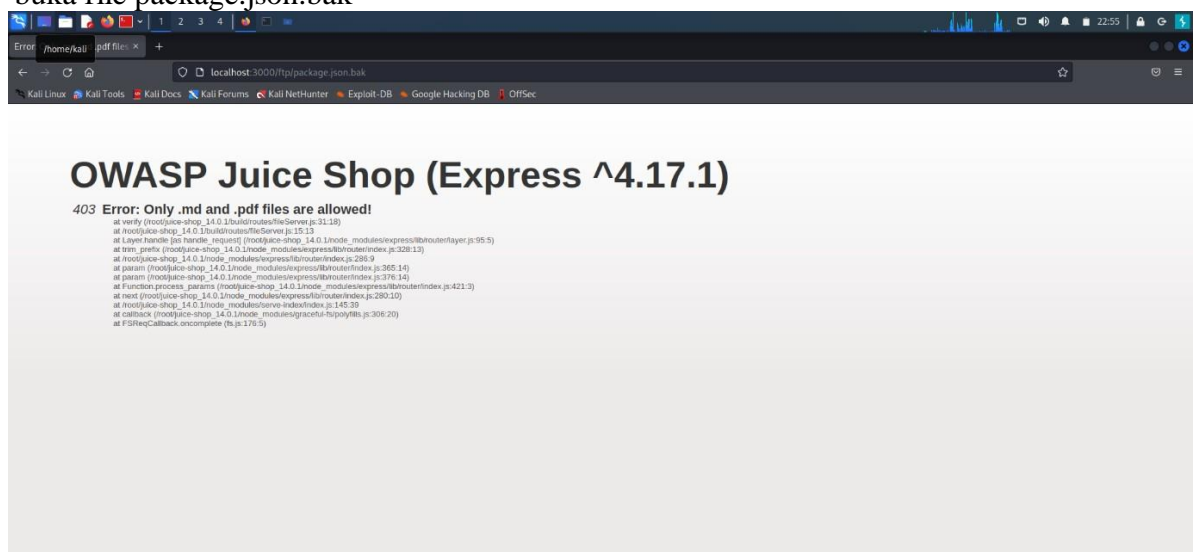 buka file package.json.bak
1 2 3 4
22:55
Error
/home/kali
.pdf files ×
+
localhost:3000/ftp/package.json.bak
Kali Linux Kali Tools Kali Docs Kali Forums Kali NetHunter Exploit-DB Google Hacking DB OffSec
OWASP Juice Shop (Express ^4.17.1)
403 Error: Only .md and .pdf files are allowed!
at verify (/root/juice-shop_14.0.1/build/routes/fileServer.js:31:18)
at /root/juice-shop_14.0.1/build/routes/fileServer.js:15:13
at Layer.handle [as handle_request] (/root/juice-shop_14.0.1/node_modules/express/lib/router/layer.js:95:5)
at trim_prefix (/root/juice-shop_14.0.1/node_modules/express/lib/router/index.js:328:13)
at /root/juice-shop_14.0.1/node_modules/express/lib/router/index.js:286:9
at param (/root/juice-shop_14.0.1/node_modules/express/lib/router/index.js:365:14)
at param (/root/juice-shop_14.0.1/node_modules/express/lib/router/index.js:376:14)
at Function.process_params (/root/juice-shop_14.0.1/node_modules/express/lib/router/index.js:421:3)
at next (/root/juice-shop_14.0.1/node_modules/express/lib/router/index.js:280:10)
at /root/juice-shop_14.0.1/node_modules/serve-index/index.js:145:39
at callback (/root/juice-shop_14.0.1/node_modules/graceful-fs/polyfills.js:306:20)
at FSReqCallback.oncomplete (fs.js:176:5)